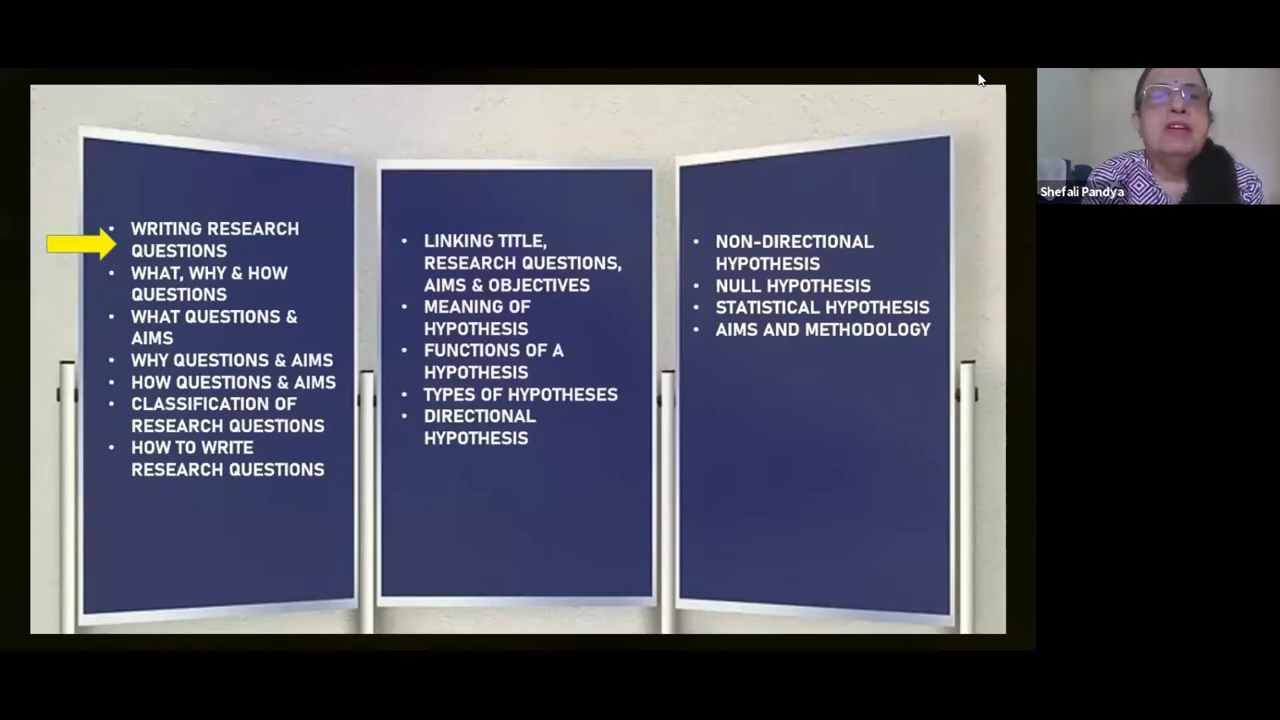 • WRITING RESEARCH
QUESTIONS
• WHAT, WHY & HOW
QUESTIONS
• WHAT QUESTIONS &
AIMS
• WHY QUESTIONS & AIMS
• HOW QUESTIONS & AIMS
• CLASSIFICATION OF
RESEARCH QUESTIONS
• HOW TO WRITE
RESEARCH QUESTIONS
• LINKING TITLE,
RESEARCH QUESTIONS,
AIMS & OBJECTIVES
• MEANING OF
HYPOTHESIS
• FUNCTIONS OF A
HYPOTHESIS
• TYPES OF HYPOTHESES
• DIRECTIONAL
HYPOTHESIS
• NON-DIRECTIONAL
HYPOTHESIS
• NULL HYPOTHESIS
• STATISTICAL HYPOTHESIS
• AIMS AND METHODOLOGY
Shefali Pandya